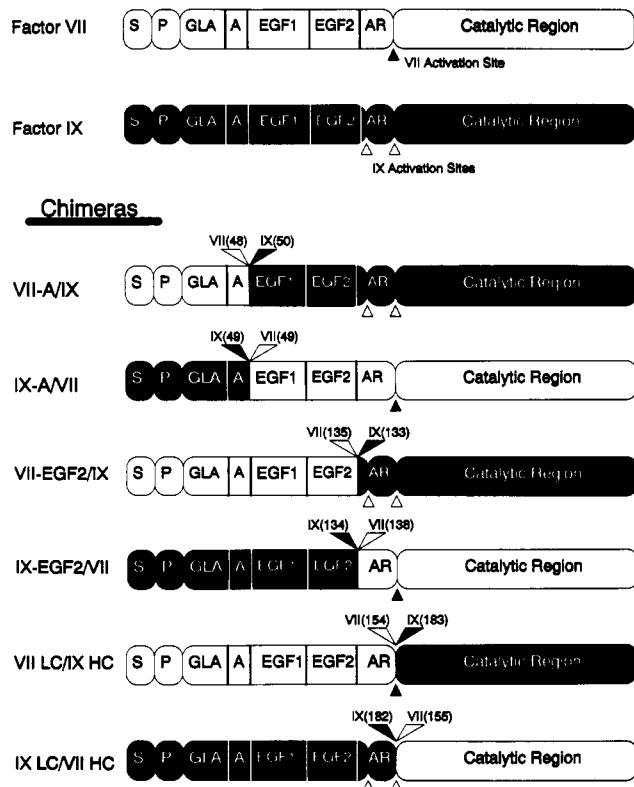 Factor VII S P GLA A EGF1 EGF2 AR Catalytic Region
VII Activation Site
Factor IX S P GLA A EGF1 EGF2 AR Catalytic Region
IX Activation Sites
Chimeras
VII(48) IX(50)
VII-A/IX S P GLA A EGF1 EGF2 AR Catalytic Region
IX(49) VII(49)
IX-A/VII S P GLA A EGF1 EGF2 AR Catalytic Region
VII(135) IX(133)
VII-EGF2/IX S P GLA A EGF1 EGF2 AR Catalytic Region
IX(134) VII(138)
IX-EGF2/VII S P GLA A EGF1 EGF2 AR Catalytic Region
VII(154) IX(183)
VII LC/IX HC S P GLA A EGF1 EGF2 AR Catalytic Region
IX(182) VII(155)
IX LC/VII HC S P GLA A EGF1 EGF2 AR Catalytic Region